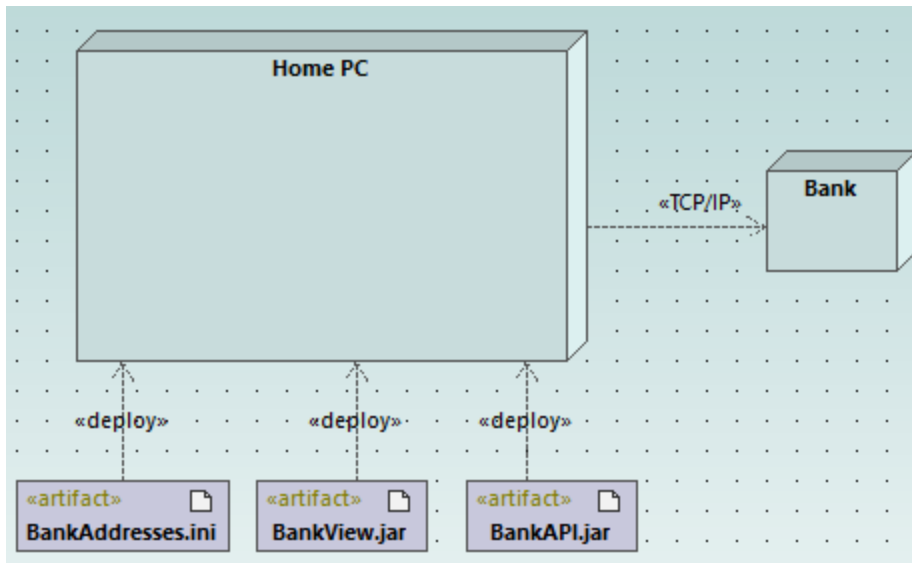 Home PC
Bank
«TCP/IP»
«deploy» «deploy» «deploy»
«artifact» «artifact» «artifact»
BankAddresses.ini BankView.jar BankAPI.jar